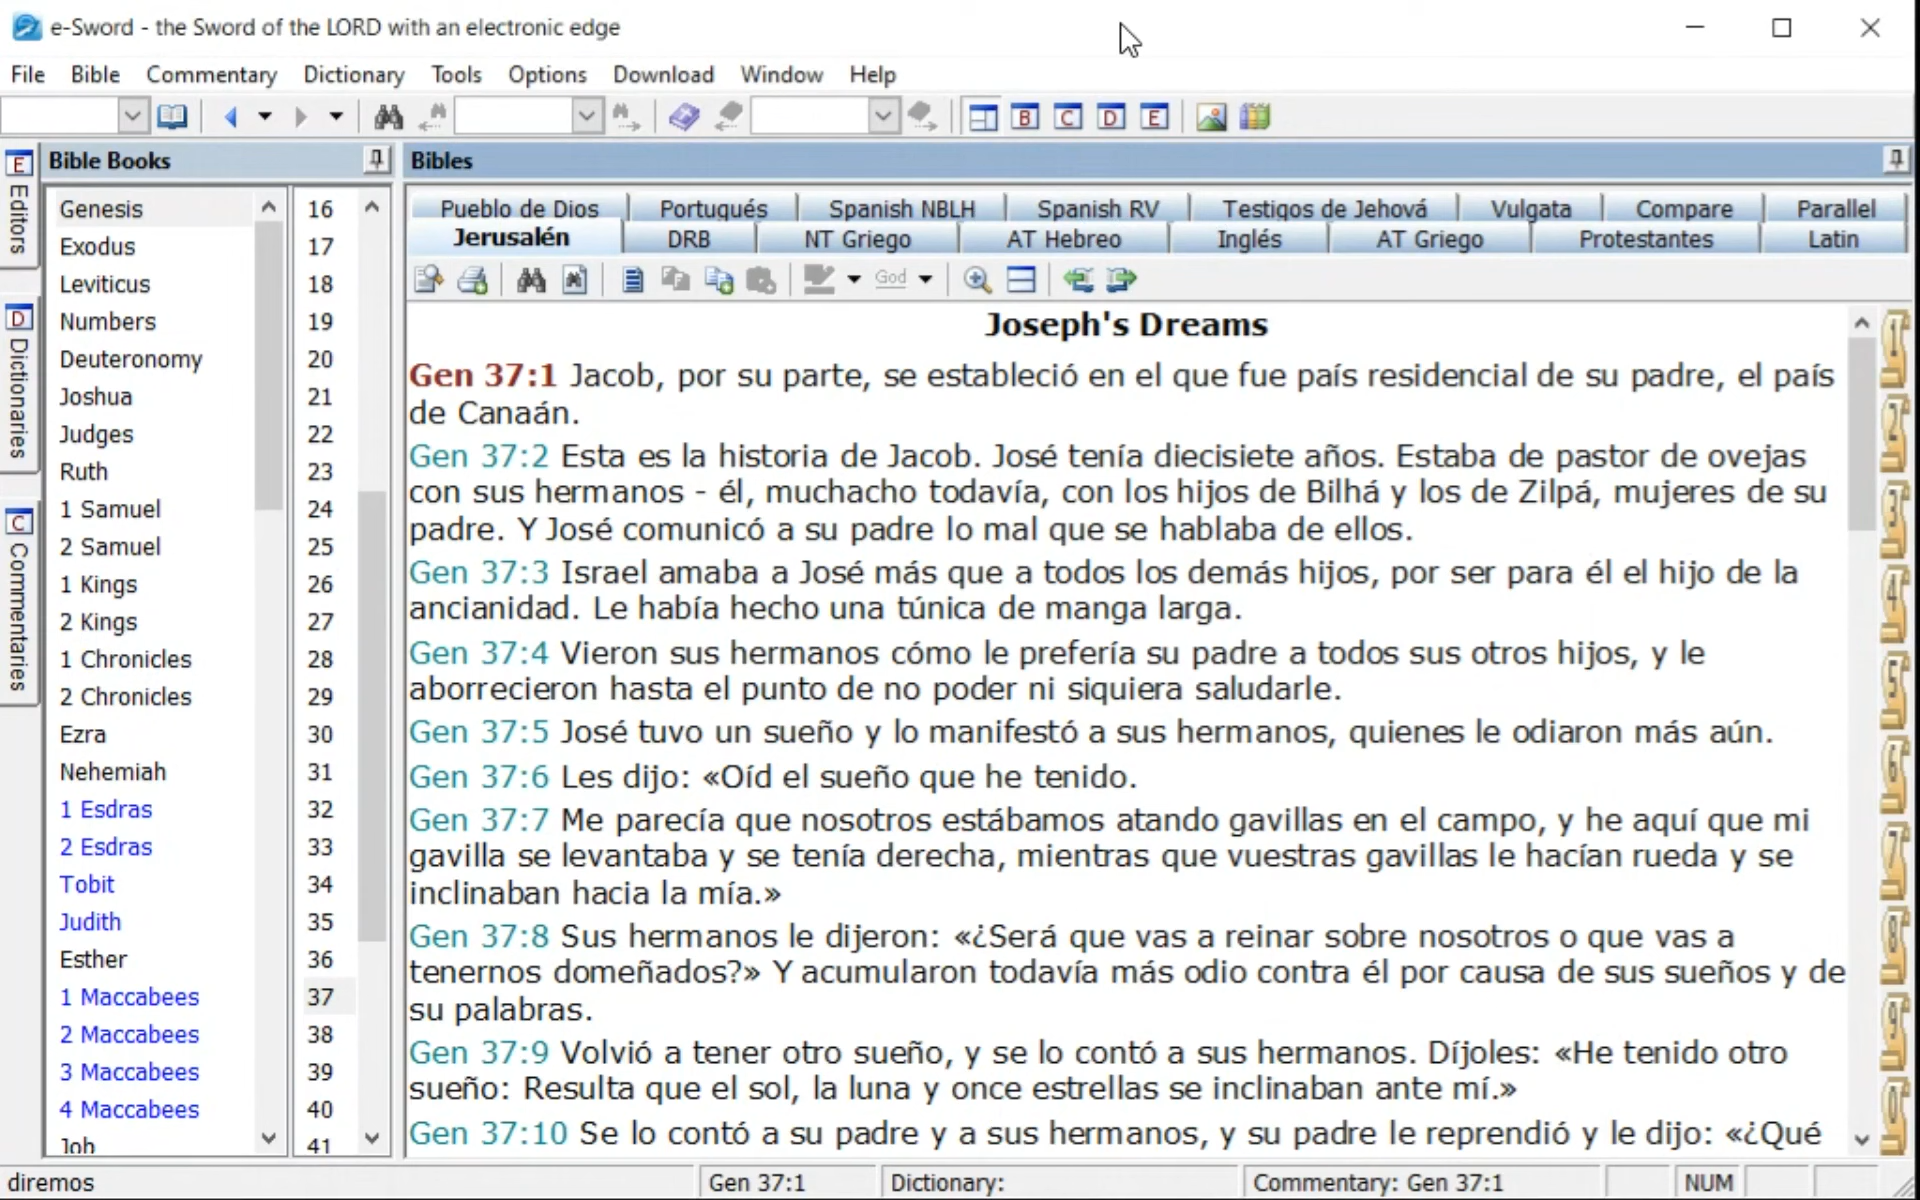 e-Sword - the Sword of the LORD with an electronic edge
File Bible Commentary Dictionary Tools Options Download Window Help
B C D E
E Editors
D Dictionaries
C Commentaries
Bible Books
Genesis
Exodus
Leviticus
Numbers
Deuteronomy
Joshua
Judges
Ruth
1 Samuel
2 Samuel
1 Kings
2 Kings
1 Chronicles
2 Chronicles
Ezra
Nehemiah
1 Esdras
2 Esdras
Tobit
Judith
Esther
1 Maccabees
2 Maccabees
3 Maccabees
4 Maccabees
Job
16
17
18
19
20
21
22
23
24
25
26
27
28
29
30
31
32
33
34
35
36
37
38
39
40
41
Bibles
Pueblo de Dios Portugués Spanish NBLH Spanish RV Testigos de Jehová Vulgata Compare Parallel
Jerusalén DRB NT Griego AT Hebreo Inglés AT Griego Protestantes Latin
God
Joseph's Dreams
Gen 37:1 Jacob, por su parte, se estableció en el que fue país residencial de su padre, el país
de Canaán.
Gen 37:2 Esta es la historia de Jacob. José tenía diecisiete años. Estaba de pastor de ovejas
con sus hermanos - él, muchacho todavía, con los hijos de Bilhá y los de Zilpá, mujeres de su
padre. Y José comunicó a su padre lo mal que se hablaba de ellos.
Gen 37:3 Israel amaba a José más que a todos los demás hijos, por ser para él el hijo de la
ancianidad. Le había hecho una túnica de manga larga.
Gen 37:4 Vieron sus hermanos cómo le prefería su padre a todos sus otros hijos, y le
aborrecieron hasta el punto de no poder ni siquiera saludarle.
Gen 37:5 José tuvo un sueño y lo manifestó a sus hermanos, quienes le odiaron más aún.
Gen 37:6 Les dijo: «Oíd el sueño que he tenido.
Gen 37:7 Me parecía que nosotros estábamos atando gavillas en el campo, y he aquí que mi
gavilla se levantaba y se tenía derecha, mientras que vuestras gavillas le hacían rueda y se
inclinaban hacia la mía.»
Gen 37:8 Sus hermanos le dijeron: «¿Será que vas a reinar sobre nosotros o que vas a
tenernos domeñados?» Y acumularon todavía más odio contra él por causa de sus sueños y de
su palabras.
Gen 37:9 Volvió a tener otro sueño, y se lo contó a sus hermanos. Díjoles: «He tenido otro
sueño: Resulta que el sol, la luna y once estrellas se inclinaban ante mí.»
Gen 37:10 Se lo contó a su padre y a sus hermanos, y su padre le reprendió y le dijo: «¿Qué
1
2
3
4
5
6
7
8
9
0
diremos Gen 37:1 Dictionary: Commentary: Gen 37:1 NUM